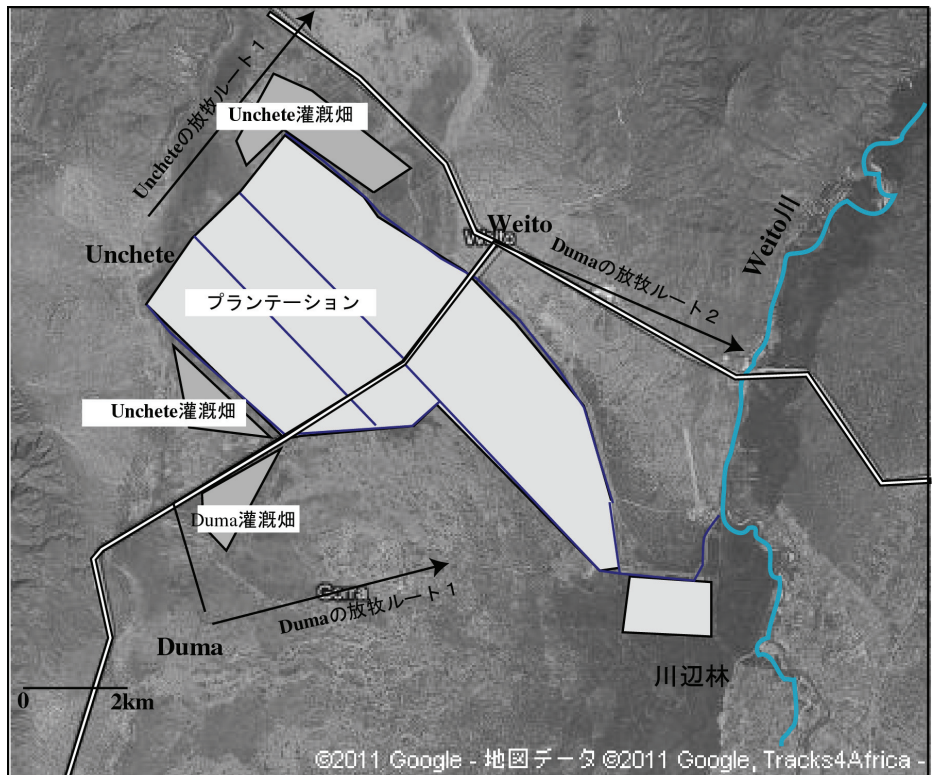 Uncheteの放牧ルート1
Unchete灌漑畑
Weito
Weito
Weito川
Unchete
Dumaの放牧ルート2
プランテーション
Unchete灌漑畑
Duma灌漑畑
Dumaの放牧ルート1
Duma
川辺林
0 2km
©2011 Google - 地図データ ©2011 Google, Tracks4Africa -